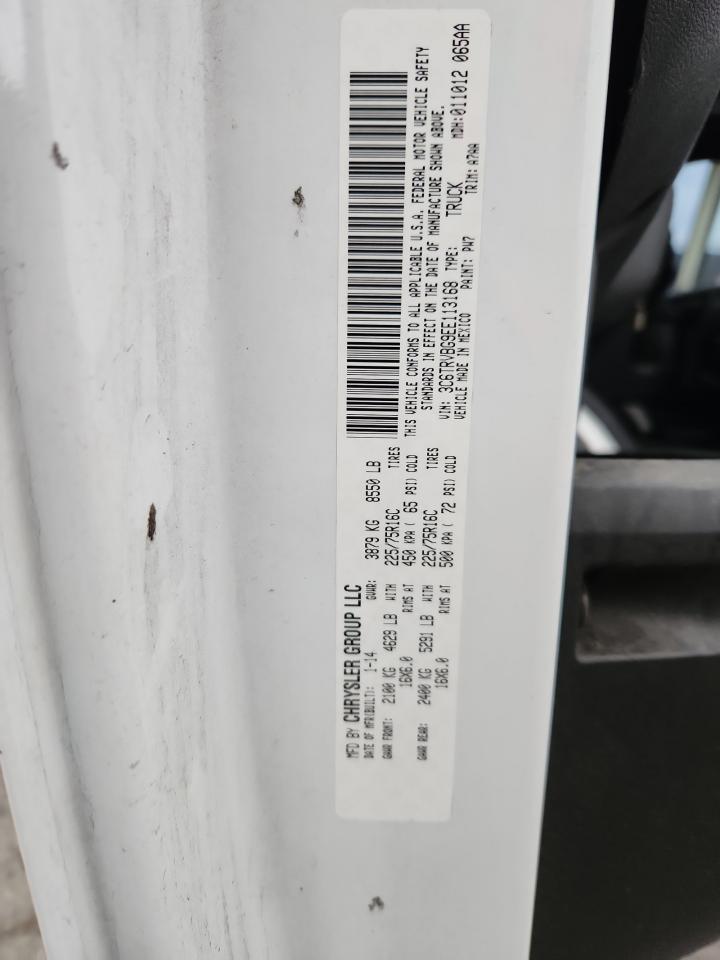 MFD BY CHRYSLER GROUP LLC
DATE OF MFR(BUILT): 1-14 GVWR: 3879 KG 8550 LB
GAWR FRONT: 2100 KG 4629 LB WITH 225/75R16C TIRES
16X6.0 RIMS AT 450 KPA ( 65 PSI) COLD
GAWR REAR: 2400 KG 5291 LB WITH 225/75R16C TIRES
16X6.0 RIMS AT 500 KPA ( 72 PSI) COLD
THIS VEHICLE CONFORMS TO ALL APPLICABLE U.S.A. FEDERAL MOTOR VEHICLE SAFETY
STANDARDS IN EFFECT ON THE DATE OF MANUFACTURE SHOWN ABOVE.
VIN: 3C6TRVBG9EE113168 TYPE: TRUCK MDH:011012 065AA
VEHICLE MADE IN MEXICO PAINT: PW7 TRIM: A7AA